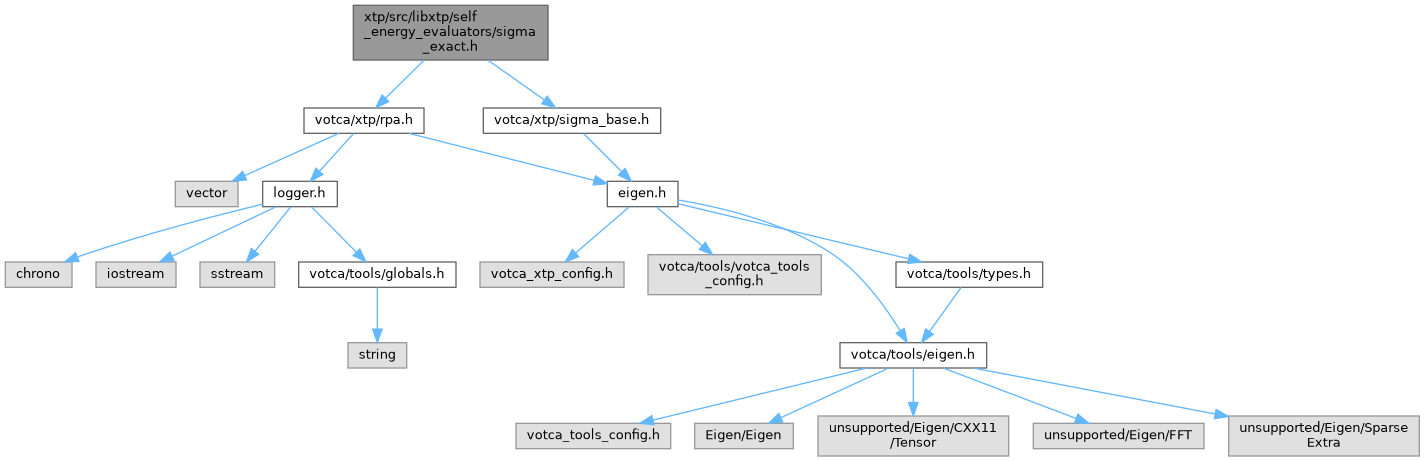 xtp/src/libxtp/self
_energy_evaluators/sigma
_exact.h
votca/xtp/rpa.h
votca/xtp/sigma_base.h
vector
logger.h
eigen.h
chrono
iostream
sstream
votca/tools/globals.h
votca_xtp_config.h
votca/tools/votca_tools
_config.h
votca/tools/types.h
string
votca/tools/eigen.h
votca_tools_config.h
Eigen/Eigen
unsupported/Eigen/CXX11
/Tensor
unsupported/Eigen/FFT
unsupported/Eigen/Sparse
Extra